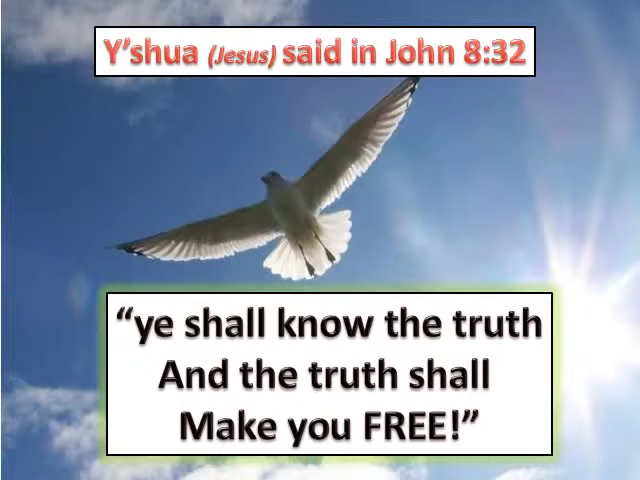 Y’shua (Jesus) said in John 8:32
“ye shall know the truth
And the truth shall
Make you FREE!”